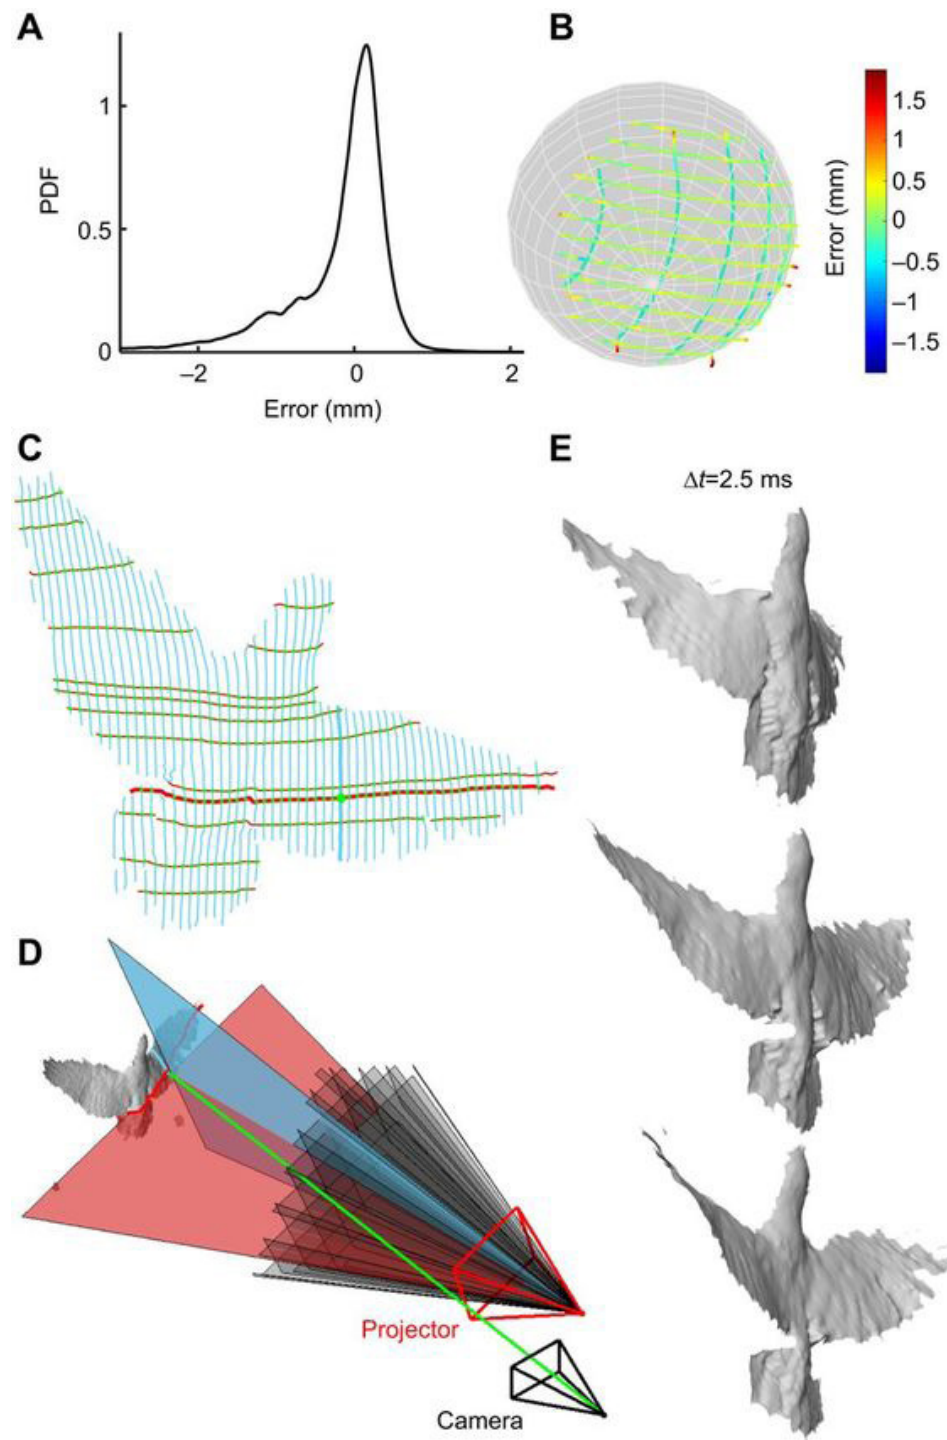 A
PDF
1
0.5
0
–2
0
2
Error (mm)
B
1.5
1
0.5
0
–0.5
–1
–1.5
Error (mm)
C
E
Δt=2.5 ms
D
Projector
Camera